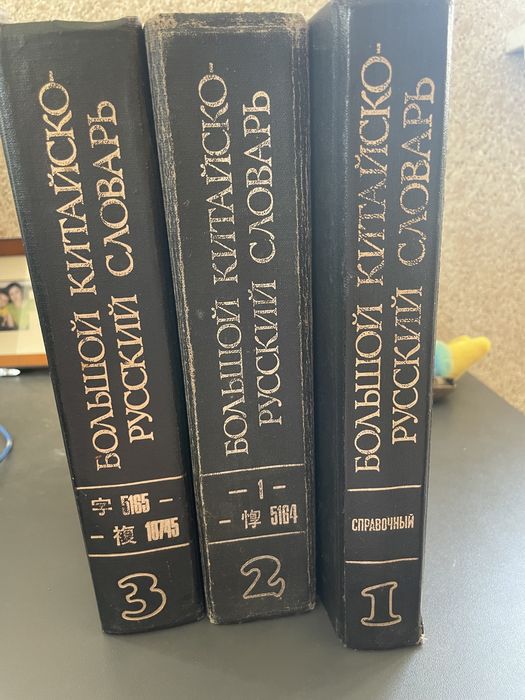 БОЛЬШОЙ КИТАЙСКО-
РУССКИЙ СЛОВАРЬ
字 5165 -
- 複 10745
3
БОЛЬШОЙ КИТАЙСКО-
РУССКИЙ СЛОВАРЬ
- 1 -
- 惸 5164
2
БОЛЬШОЙ КИТАЙСКО-
РУССКИЙ СЛОВАРЬ
СПРАВОЧНЫЙ
1